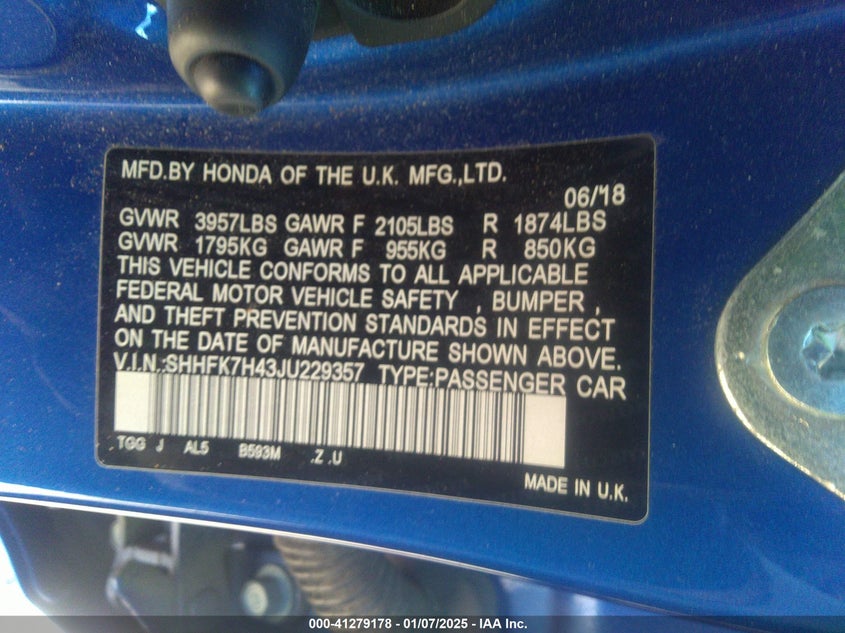 MFD.BY HONDA OF THE U.K. MFG.,LTD.
06/'18
GVWR 3957LBS GAWR F 2105LBS R 1874LBS
GVWR 1795KG GAWR F 955KG R 850KG
THIS VEHICLE CONFORMS TO ALL APPLICABLE
FEDERAL MOTOR VEHICLE SAFETY , BUMPER ,
AND THEFT PREVENTION STANDARDS IN EFFECT
ON THE DATE OF MANUFACTURE SHOWN ABOVE.
V.I.N.:SHHFK7H43JU229357 TYPE:PASSENGER CAR
TGG J AL5 B593M .Z .U
MADE IN U.K.
000-41279178 - 01/07/2025 - IAA Inc.